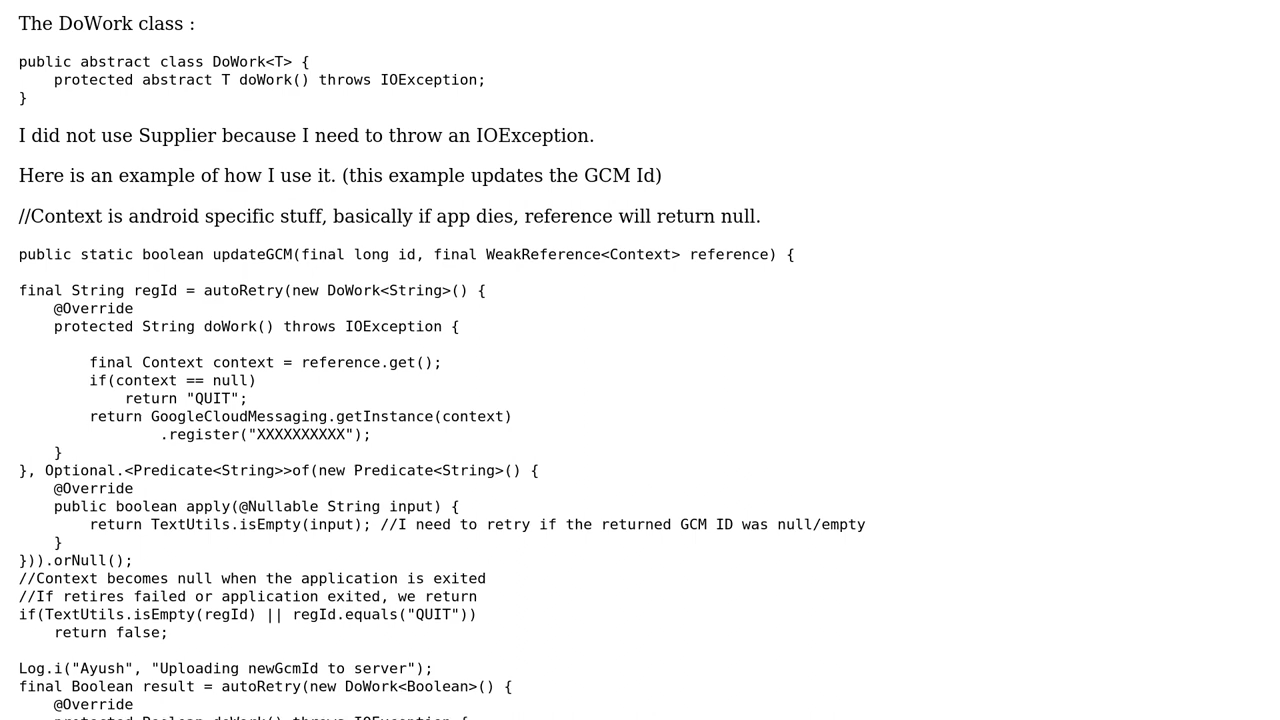 The DoWork class :
public abstract class DoWork<T> {
    protected abstract T doWork() throws IOException;
}
I did not use Supplier because I need to throw an IOException.
Here is an example of how I use it. (this example updates the GCM Id)
//Context is android specific stuff, basically if app dies, reference will return null.
public static boolean updateGCM(final long id, final WeakReference<Context> reference) {
final String regId = autoRetry(new DoWork<String>() {
    @Override
    protected String doWork() throws IOException {
        final Context context = reference.get();
        if(context == null)
            return "QUIT";
        return GoogleCloudMessaging.getInstance(context)
                .register("XXXXXXXXXX");
    }
}, Optional.<Predicate<String>>of(new Predicate<String>() {
    @Override
    public boolean apply(@Nullable String input) {
        return TextUtils.isEmpty(input); //I need to retry if the returned GCM ID was null/empty
    }
})).orNull();
//Context becomes null when the application is exited
//If retires failed or application exited, we return
if(TextUtils.isEmpty(regId) || regId.equals("QUIT"))
    return false;
Log.i("Ayush", "Uploading newGcmId to server");
final Boolean result = autoRetry(new DoWork<Boolean>() {
    @Override
    protected Boolean doWork() throws IOException {